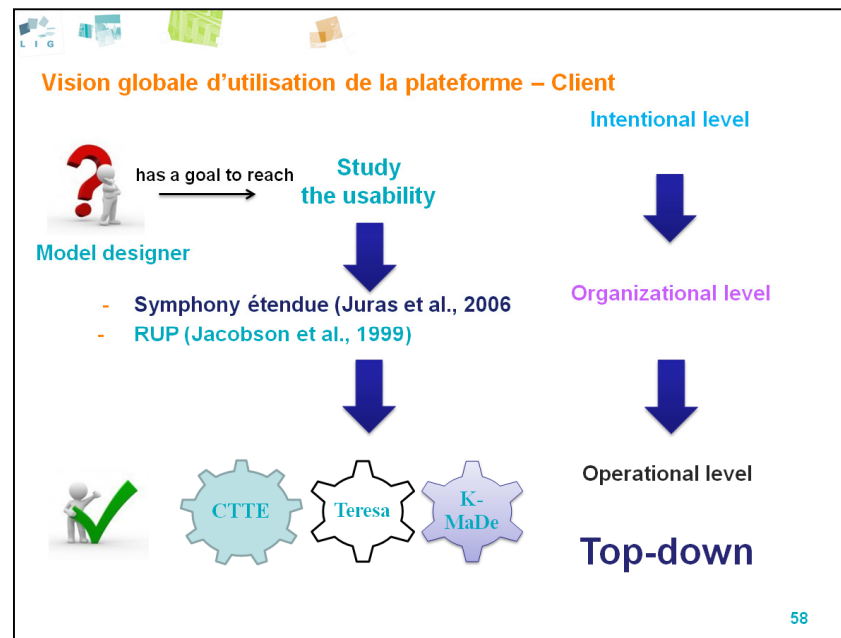 L I G
Vision globale d'utilisation de la plateforme – Client
Intentional level
has a goal to reach
Study
the usability
Model designer
Organizational level
- Symphony étendue (Juras et al., 2006
- RUP (Jacobson et al., 1999)
Operational level
CTTE
Teresa
K-
MaDe
Top-down
58